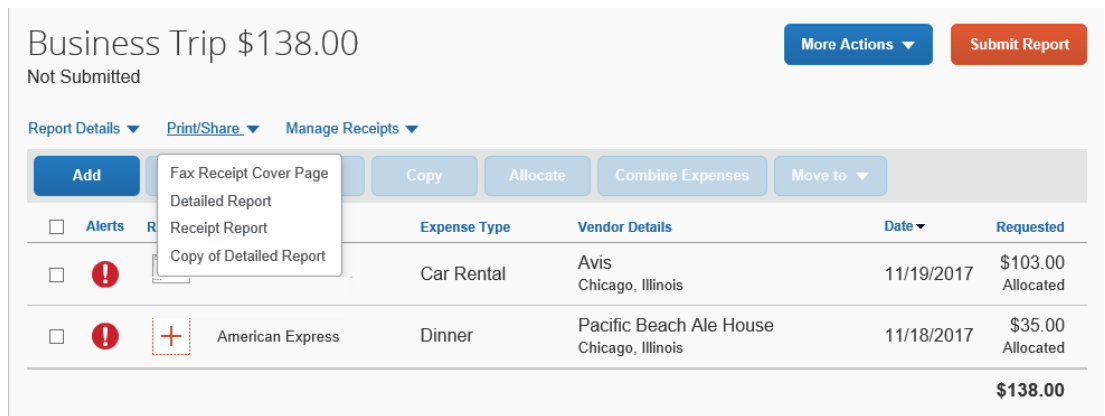 Business Trip $138.00
More Actions
Submit Report
Not Submitted
Report Details
Print/Share
Manage Receipts
Add
Copy
Allocate
Combine Expenses
Move to
Fax Receipt Cover Page
Detailed Report
Receipt Report
Copy of Detailed Report
Alerts
R
Expense Type
Vendor Details
Date
Requested
Car Rental
Avis
Chicago, Illinois
11/19/2017
$103.00
Allocated
American Express
Dinner
Pacific Beach Ale House
Chicago, Illinois
11/18/2017
$35.00
Allocated
$138.00